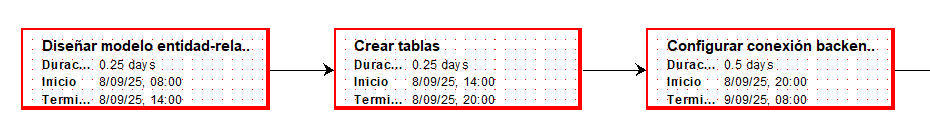 Diseñar modelo entidad-rela..
Durac... 0.25 days
Inicio 8/09/25, 08:00
Termi... 8/09/25, 14:00
Crear tablas
Durac... 0.25 days
Inicio 8/09/25, 14:00
Termi... 8/09/25, 20:00
Configurar conexión backen..
Durac... 0.5 days
Inicio 8/09/25, 20:00
Termi... 9/09/25, 08:00